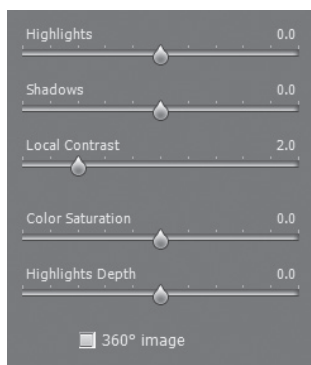 Highlights 0.0
Shadows 0.0
Local Contrast 2.0
Color Saturation 0.0
Highlights Depth 0.0
360° image